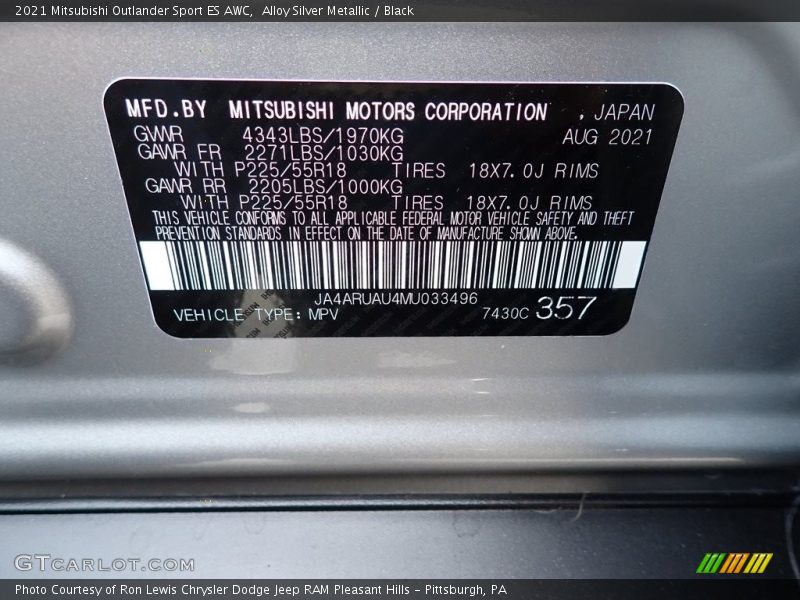 2021 Mitsubishi Outlander Sport ES AWC,  Alloy Silver Metallic / Black
MFD.BY  MITSUBISHI MOTORS CORPORATION , JAPAN
GVWR 4343LBS/1970KG AUG 2021
GAWR FR 2271LBS/1030KG
WITH P225/55R18 TIRES 18X7.0J RIMS
GAWR RR 2205LBS/1000KG
WITH P225/55R18 TIRES 18X7.0J RIMS
THIS VEHICLE CONFORMS TO ALL APPLICABLE FEDERAL MOTOR VEHICLE SAFETY AND THEFT
PREVENTION STANDARDS IN EFFECT ON THE DATE OF MANUFACTURE SHOWN ABOVE.
JA4ARUAU4MU033496
VEHICLE TYPE: MPV 7430C 357
GTCARLOT.COM
Photo Courtesy of Ron Lewis Chrysler Dodge Jeep RAM Pleasant Hills - Pittsburgh, PA